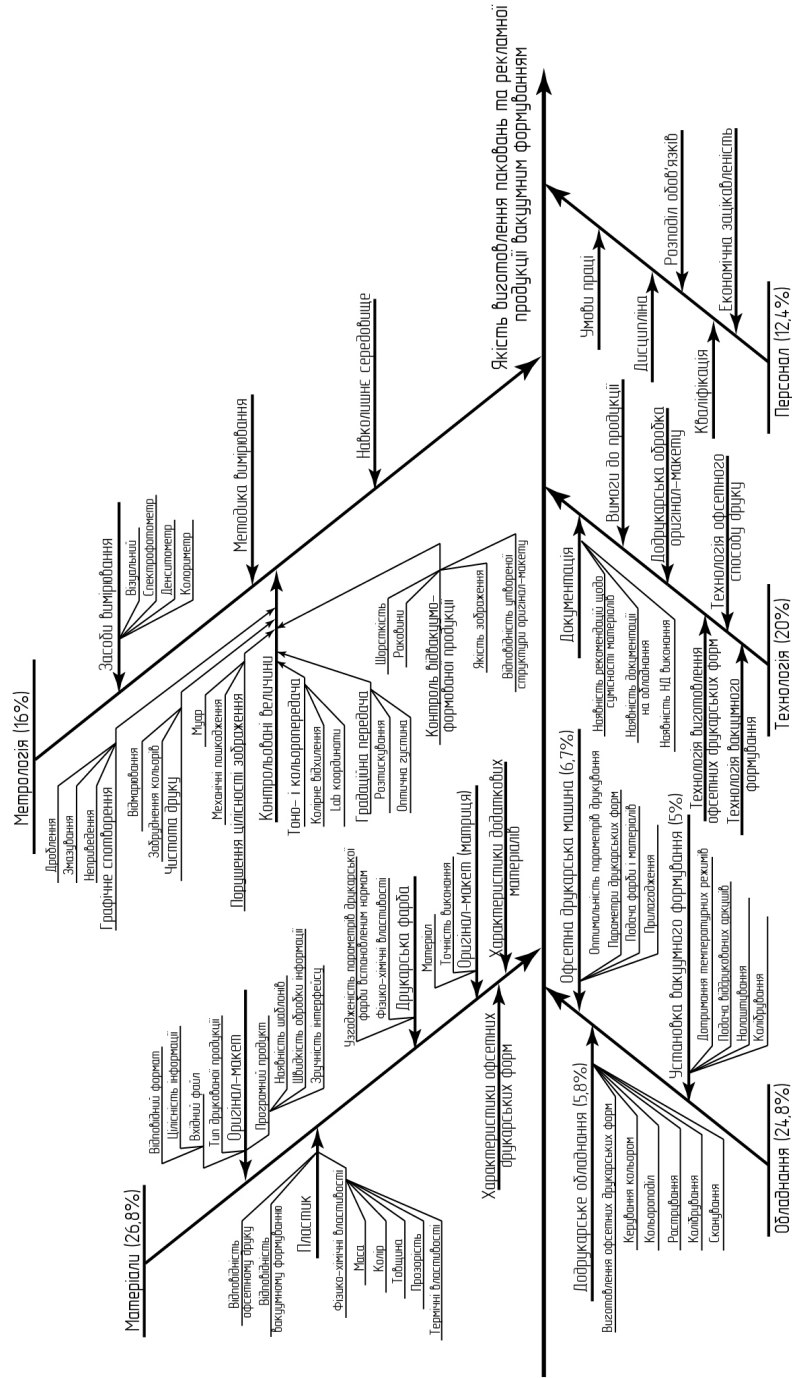 Матеріали (26,8%)
Відповідний формат
Цілісність інформації
Вхідний файл
Тип друкованої продукції
Оригінал-макет
Програмний продукт
Наявність шаблонів
Швидкість обробки інформації
Зручність інтерфейсу
Відповідність
офсетному друку
Відповідність
вакуумному формуванню
Пластик
Фізико-хімічні властивості
Маса
Колір
Товщина
Прозорість
Термічні властивості
Узгодженість параметрів друкарської
фарби встановленим нормам
Фізико-хімічні властивості
Друкарська фарба
Матеріал
Точність виконання
Оригінал-макет (матриця)
Характеристики додаткових
матеріалів
Характеристики офсетних
друкарських форм
Метрологія (16%)
Дроблення
Змазування
Неприведення
Графічне спотворення
Відмарювання
Забруднення кольорів
Чистота друку
Муар
Механічні пошкодження
Порушення цілісності зображення
Контрольовані величини
Тоно- і кольоропередача
Колірне відхилення
Lab координати
Градаційна передача
Розтискування
Оптична густина
Засоби вимірювання
Візуальний
Спектрофотометр
Денситометр
Колориметр
Методика вимірювання
Навколишнє середовище
Шорсткість
Раковини
Контроль відвакуумо-
формованої продукції
Якість зображення
Відповідність утвореної
структури оригінал-макету
Якість виготовлення паковань та рекламної
продукції вакуумним формуванням
Додрукарське обладнання (5,8%)
Виготовлення офсетних друкарських форм
Керування кольором
Кольороподіл
Растрування
Калібрування
Сканування
Обладнання (24,8%)
Офсетна друкарська машина (6,7%)
Оптимальність параметрів друкування
Параметри друкарських форм
Подача фарби і матеріалів
Прилагодження
Установка вакуумного формування (5%)
Дотримання температурних режимів
Подача віддрукованих аркушів
Налаштування
Калібрування
Документація
Наявність рекомендацій щодо
сумісності матеріалів
Наявність документації
на обладнання
Наявність НД виконання
Вимоги до продукції
Додрукарська обробка
оригінал-макету
Технологія виготовлення
офсетних друкарських форм
Технологія офсетного
способу друку
Технологія вакуумного
формування
Технологія (20%)
Умови праці
Дисципліна
Розподіл обов'язків
Кваліфікація
Економічна зацікавленість
Персонал (12,4%)